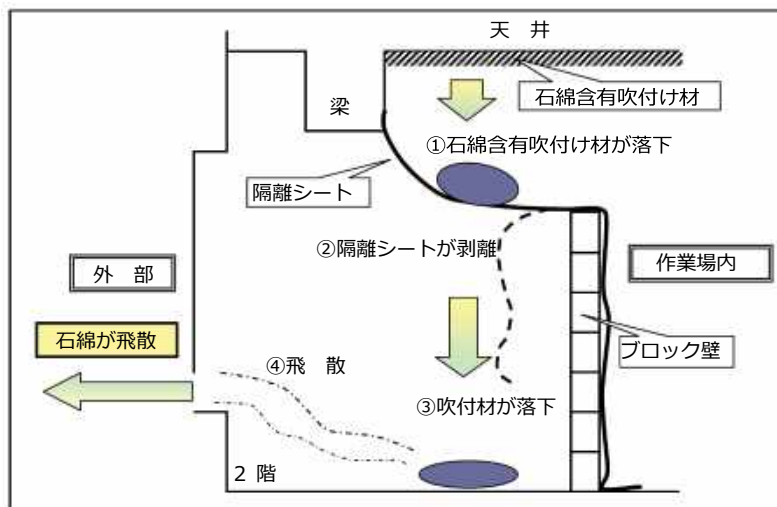 天　井
石綿含有吹付け材
梁
①石綿含有吹付け材が落下
隔離シート
②隔離シートが剥離
外　部
作業場内
石綿が飛散
ブロック壁
④飛　散
③吹付材が落下
２ 階